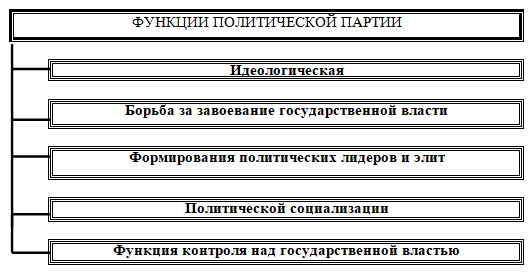 ФУНКЦИИ ПОЛИТИЧЕСКОЙ ПАРТИИ
Идеологическая
Борьба за завоевание государственной власти
Формирования политических лидеров и элит
Политической социализации
Функция контроля над государственной властью